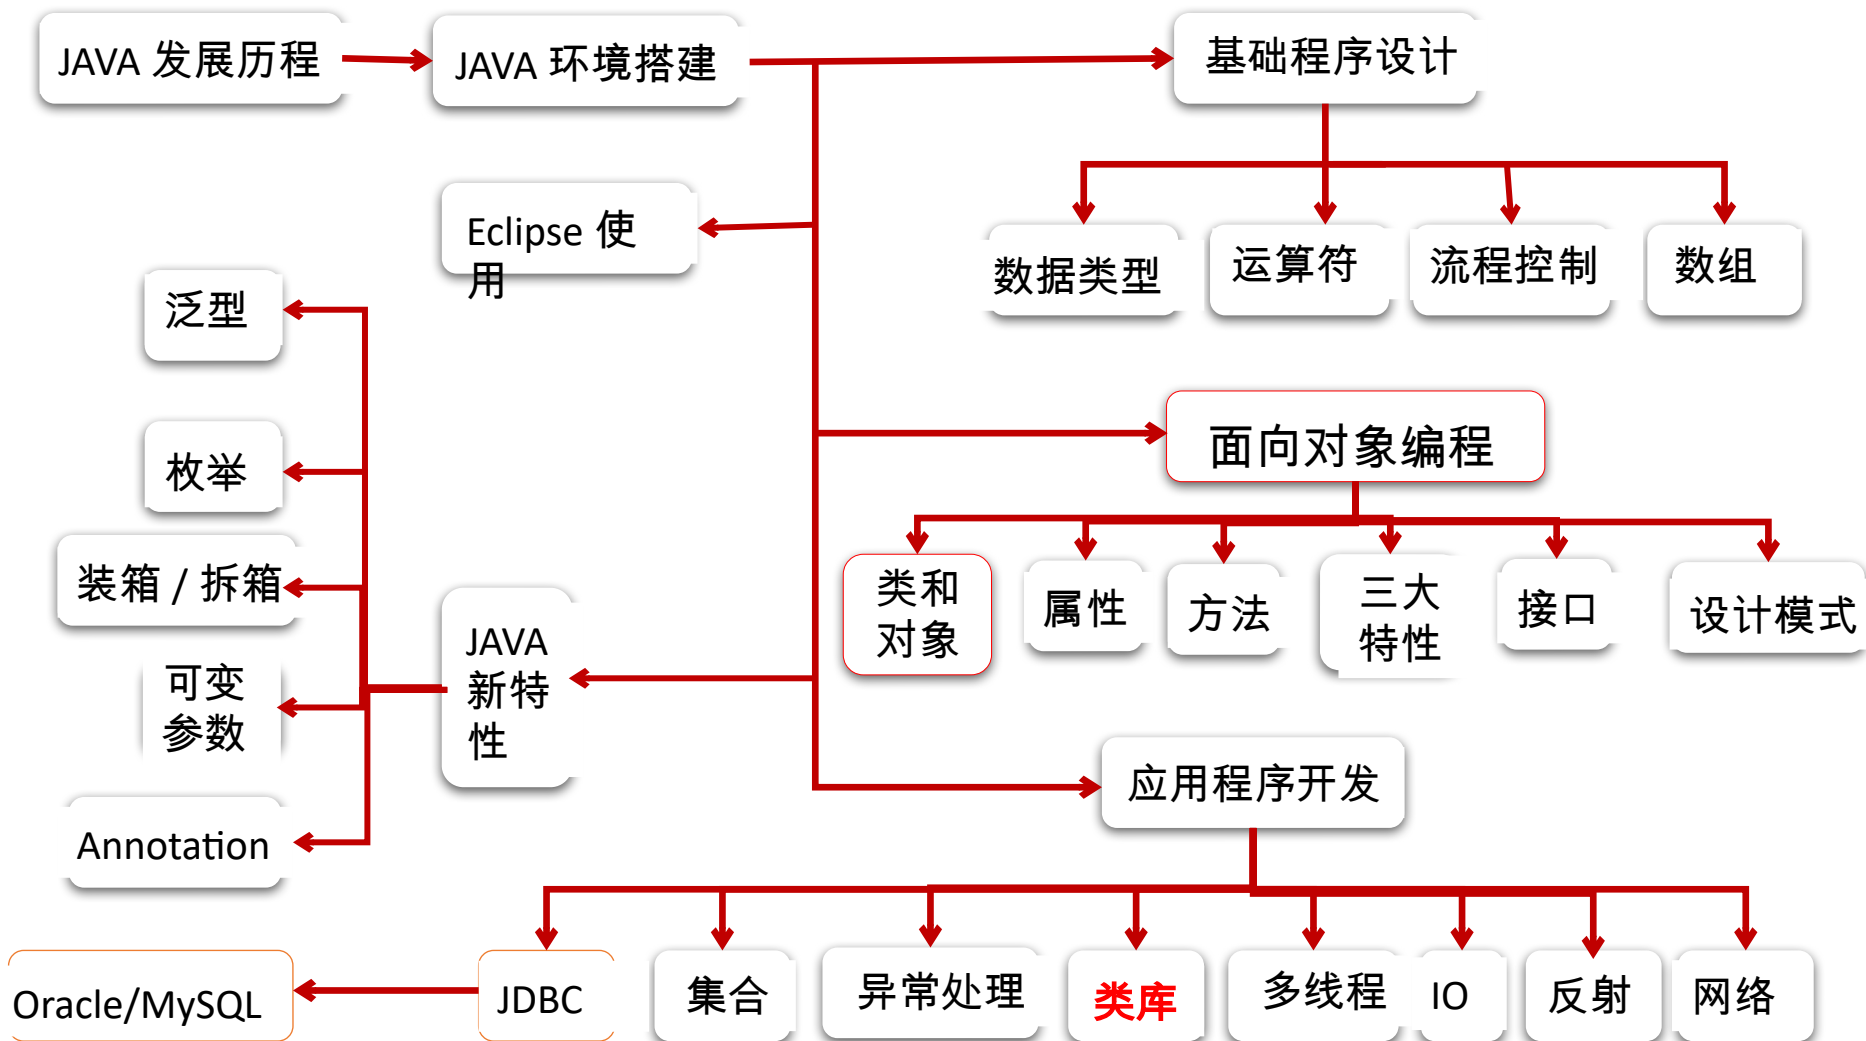 JAVA 发展历程
JAVA 环境搭建
基础程序设计
Eclipse 使
用
数据类型
运算符
流程控制
数组
泛型
枚举
装箱 / 拆箱
可变
参数
Annotation
JAVA
新特
性
面向对象编程
类和
对象
属性
方法
三大
特性
接口
设计模式
应用程序开发
Oracle/MySQL
JDBC
集合
异常处理
类库
多线程
IO
反射
网络